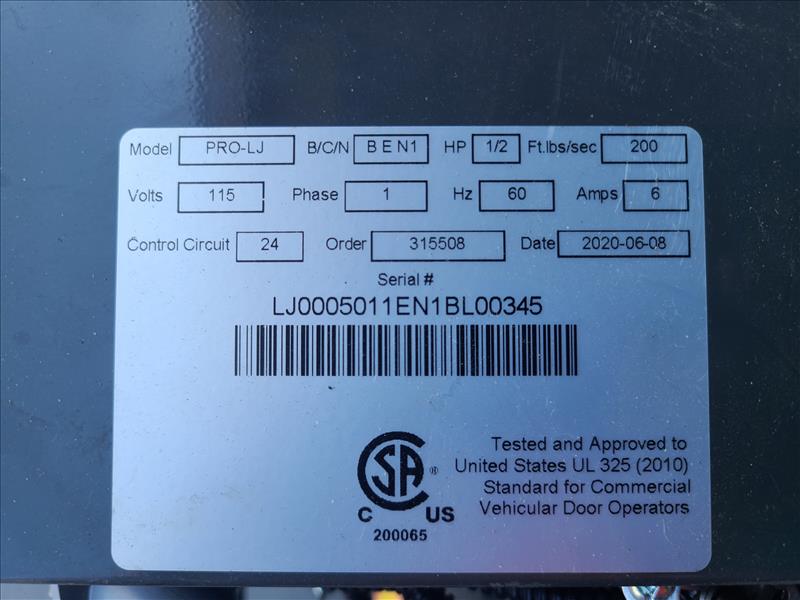 Model PRO-LJ B/C/N B E N1 HP 1/2 Ft.lbs/sec 200
Volts 115 Phase 1 Hz 60 Amps 6
Control Circuit 24 Order 315508 Date 2020-06-08
Serial #
LJ0005011EN1BL00345
Tested and Approved to
United States UL 325 (2010)
Standard for Commercial
Vehicular Door Operators
SA ®
C US
200065